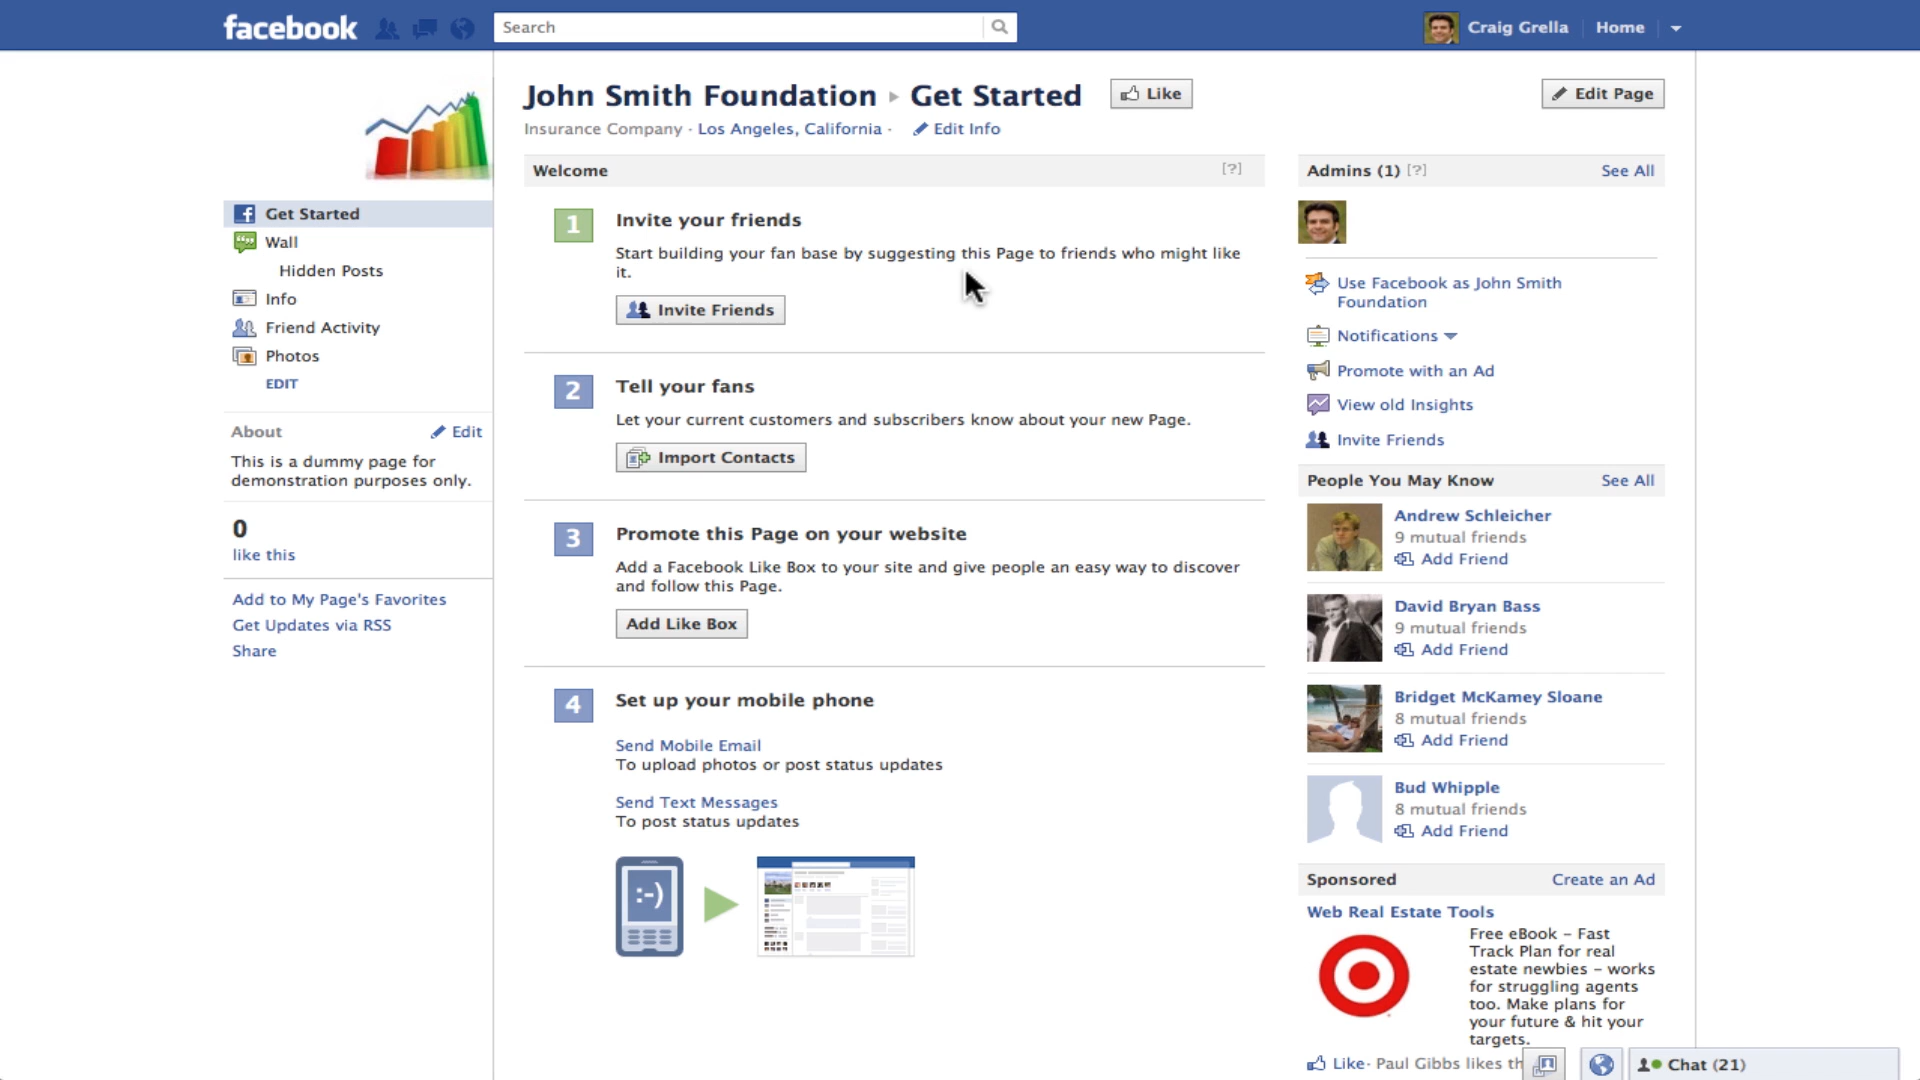 facebook
Search
Craig Grella
Home
John Smith Foundation ▸ Get Started
Like
Edit Page
Insurance Company · Los Angeles, California ·
Edit Info
Get Started
Wall
Hidden Posts
Info
Friend Activity
Photos
EDIT
About
Edit
This is a dummy page for
demonstration purposes only.
0
like this
Add to My Page's Favorites
Get Updates via RSS
Share
Welcome
[?]
1
Invite your friends
Start building your fan base by suggesting this Page to friends who might like
it.
Invite Friends
2
Tell your fans
Let your current customers and subscribers know about your new Page.
Import Contacts
3
Promote this Page on your website
Add a Facebook Like Box to your site and give people an easy way to discover
and follow this Page.
Add Like Box
4
Set up your mobile phone
Send Mobile Email
To upload photos or post status updates
Send Text Messages
To post status updates
:-)
Admins (1) [?]
See All
Use Facebook as John Smith
Foundation
Notifications
Promote with an Ad
View old Insights
Invite Friends
People You May Know
See All
Andrew Schleicher
9 mutual friends
Add Friend
David Bryan Bass
9 mutual friends
Add Friend
Bridget McKamey Sloane
8 mutual friends
Add Friend
Bud Whipple
8 mutual friends
Add Friend
Sponsored
Create an Ad
Web Real Estate Tools
Free eBook – Fast
Track Plan for real
estate newbies – works
for struggling agents
too. Make plans for
your future & hit your
targets.
Like · Paul Gibbs likes
Chat (21)